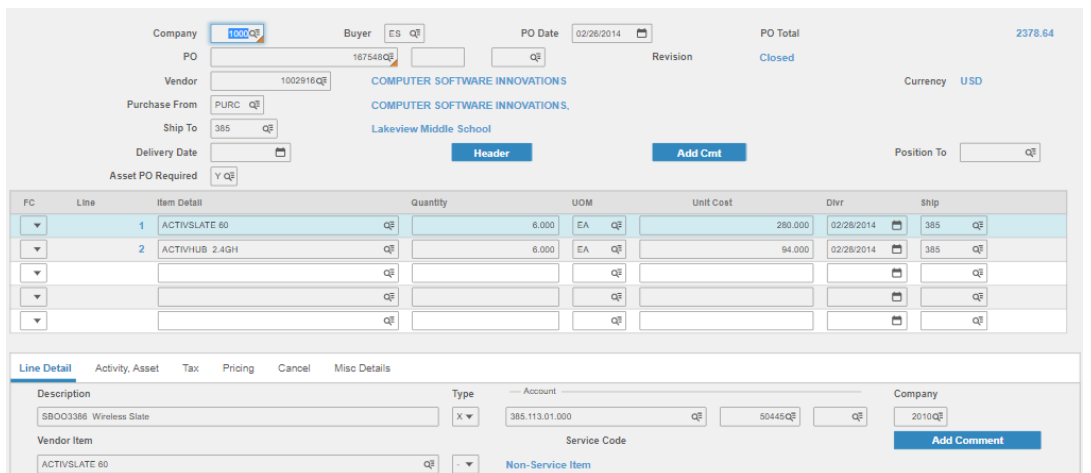 Company 1000 Buyer ES PO Date 02/26/2014 PO Total 2378.64
PO 167548 Revision Closed
Vendor 1002916 COMPUTER SOFTWARE INNOVATIONS Currency USD
Purchase From PURC COMPUTER SOFTWARE INNOVATIONS,
Ship To 385 Lakeview Middle School
Delivery Date Header Add Cmt Position To
Asset PO Required Y
FC Line Item Detail Quantity UOM Unit Cost Dlvr Ship
1 ACTIVSLATE 60 6.000 EA 280.000 02/28/2014 385
2 ACTIVHUB 2.4GH 6.000 EA 94.000 02/28/2014 385
Line Detail Activity, Asset Tax Pricing Cancel Misc Details
Description Type Account Company
SBOO3386 Wireless Slate X 385.113.01.000 50445 2010
Vendor Item Service Code Add Comment
ACTIVSLATE 60 - Non-Service Item